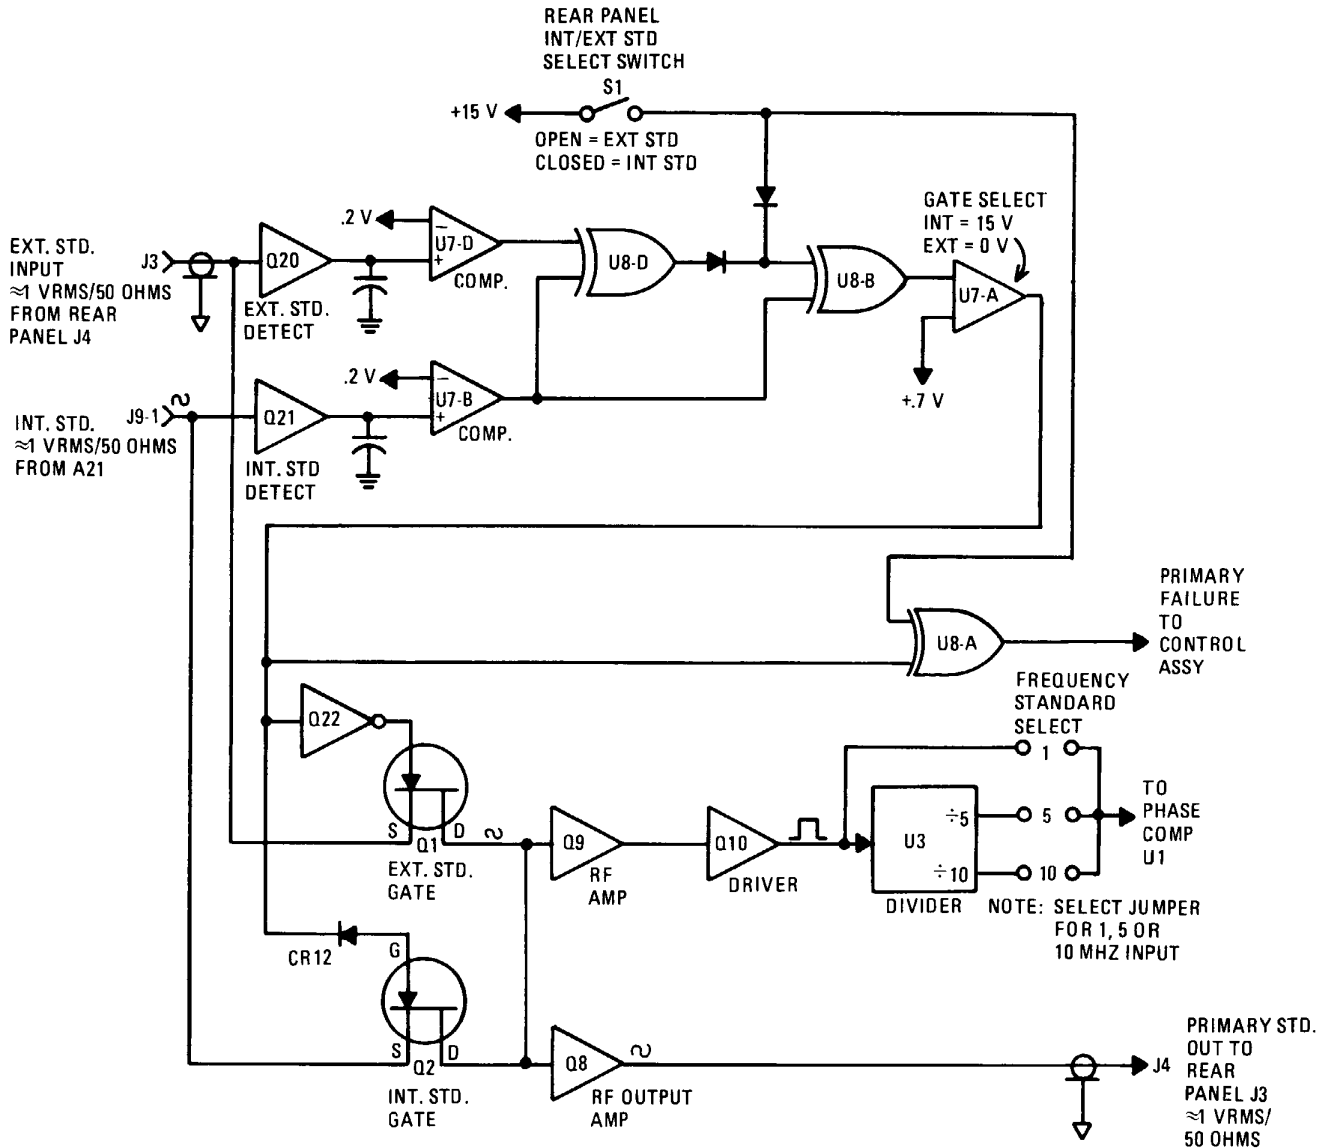 REAR PANEL
INT/EXT STD
SELECT SWITCH
S1
+15 V
OPEN = EXT STD
CLOSED = INT STD
GATE SELECT
INT = 15 V
EXT = 0 V
.2 V
−
U7-D
+
COMP.
U8-D
U8-B
U7-A
+.7 V
EXT. STD.
INPUT
≈1 VRMS/50 OHMS
FROM REAR
PANEL J4
J3
Q20
EXT. STD.
DETECT
.2 V
−
U7-B
+
COMP.
INT. STD.
≈1 VRMS/50 OHMS
FROM A21
J9-1
Q21
INT. STD
DETECT
U8-A
PRIMARY
FAILURE
TO
CONTROL
ASSY
Q22
S
D
Q1
EXT. STD.
GATE
Q9
RF
AMP
Q10
DRIVER
FREQUENCY
STANDARD
SELECT
1
÷5
5
U3
÷10
10
DIVIDER
TO
PHASE
COMP
U1
NOTE: SELECT JUMPER
FOR 1, 5 OR
10 MHZ INPUT
CR12
G
S
D
Q2
INT. STD.
GATE
Q8
RF OUTPUT
AMP
J4
PRIMARY STD.
OUT TO
REAR
PANEL J3
≈1 VRMS/
50 OHMS